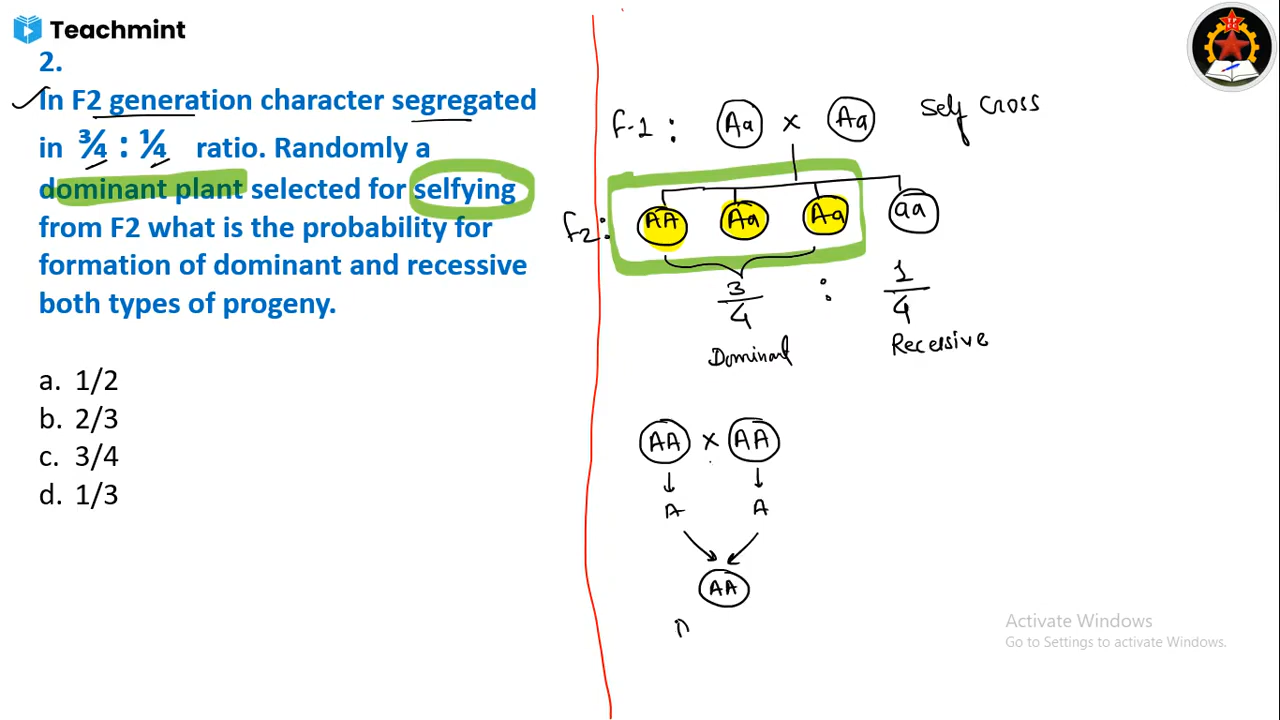 Teachmint
2.
In F2 generation character segregated
in ¾ : ¼ ratio. Randomly a
dominant plant selected for selfying
from F2 what is the probability for
formation of dominant and recessive
both types of progeny.
a. 1/2
b. 2/3
c. 3/4
d. 1/3
F-1 : Aa × Aa Self Cross
F2: AA Aa Aa aa
3/4 : 1/4
Dominant Recessive
AA × AA
A A
AA
Activate Windows
Go to Settings to activate Windows.